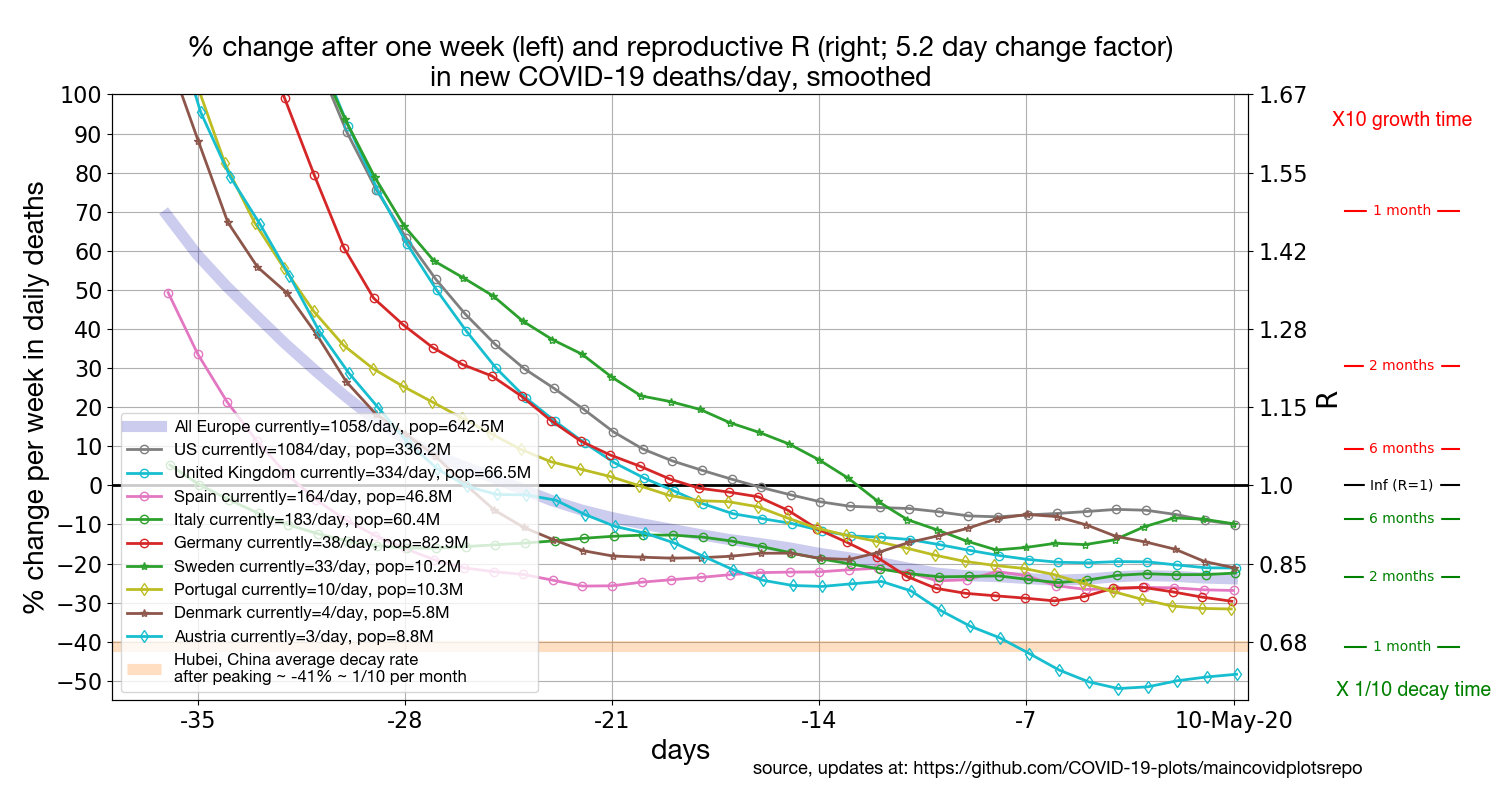 % change after one week (left) and reproductive R (right; 5.2 day change factor)
in new COVID-19 deaths/day, smoothed
% change per week in daily deaths
100
90
80
70
60
50
40
30
20
10
0
−10
−20
−30
−40
−50
All Europe currently=1058/day, pop=642.5M
US currently=1084/day, pop=336.2M
United Kingdom currently=334/day, pop=66.5M
Spain currently=164/day, pop=46.8M
Italy currently=183/day, pop=60.4M
Germany currently=38/day, pop=82.9M
Sweden currently=33/day, pop=10.2M
Portugal currently=10/day, pop=10.3M
Denmark currently=4/day, pop=5.8M
Austria currently=3/day, pop=8.8M
Hubei, China average decay rate
after peaking ~ -41% ~ 1/10 per month
-35
-28
-21
-14
-7
10-May-20
days
1.67
1.55
1.42
1.28
1.15
1.0
0.85
0.68
R
X10 growth time
1 month
2 months
6 months
Inf (R=1)
6 months
2 months
1 month
X 1/10 decay time
source, updates at: https://github.com/COVID-19-plots/maincovidplotsrepo